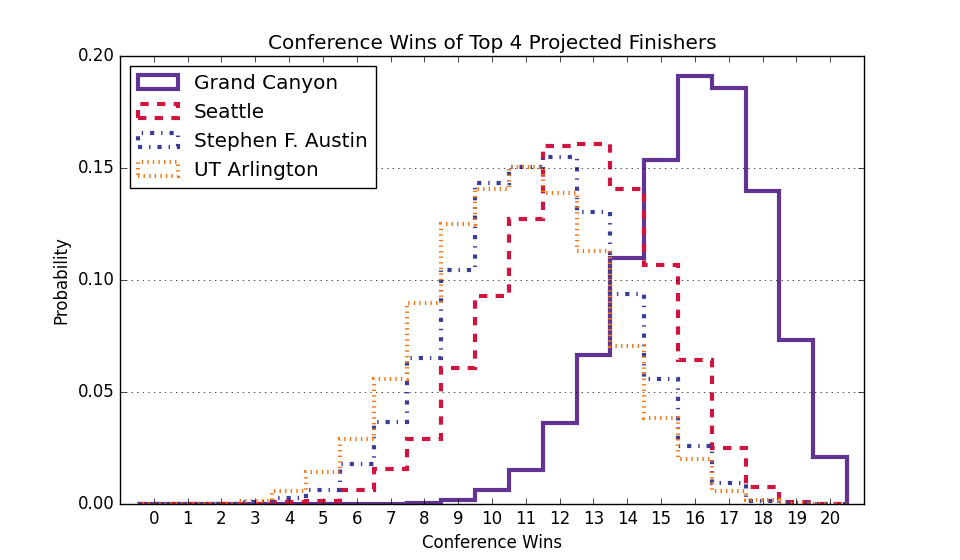 Conference Wins of Top 4 Projected Finishers
Grand Canyon
Seattle
Stephen F. Austin
UT Arlington
0.20
0.15
0.10
0.05
0.00
Probability
0 1 2 3 4 5 6 7 8 9 10 11 12 13 14 15 16 17 18 19 20
Conference Wins